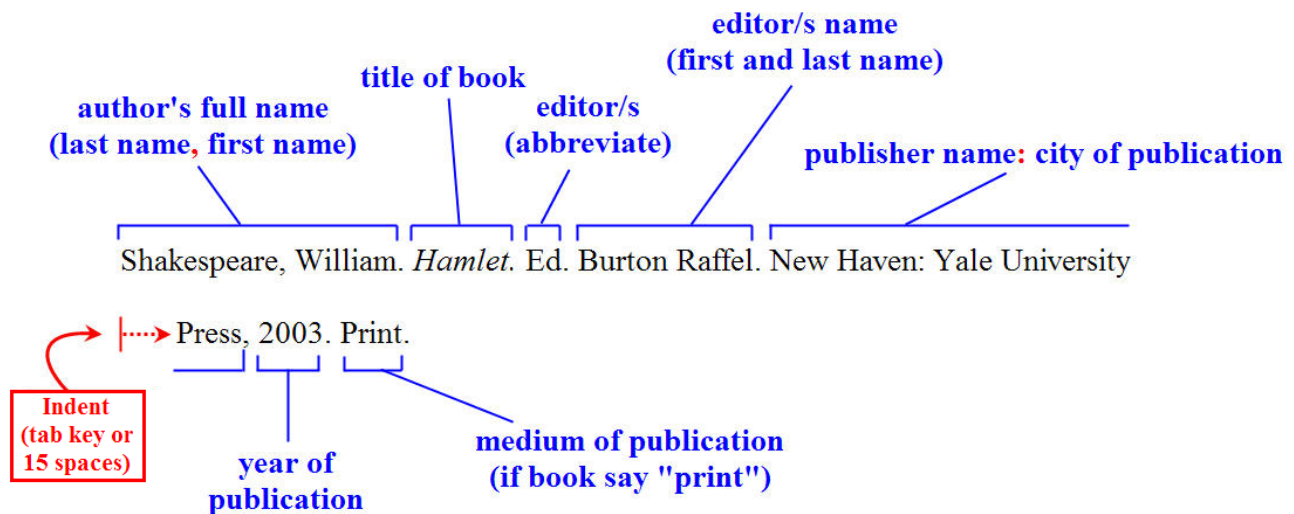 editor/s name
(first and last name)
title of book
author's full name
(last name, first name)
editor/s
(abbreviate)
publisher name: city of publication
Shakespeare, William. Hamlet. Ed. Burton Raffel. New Haven: Yale University
Press, 2003. Print.
Indent
(tab key or
15 spaces)
year of
publication
medium of publication
(if book say "print")